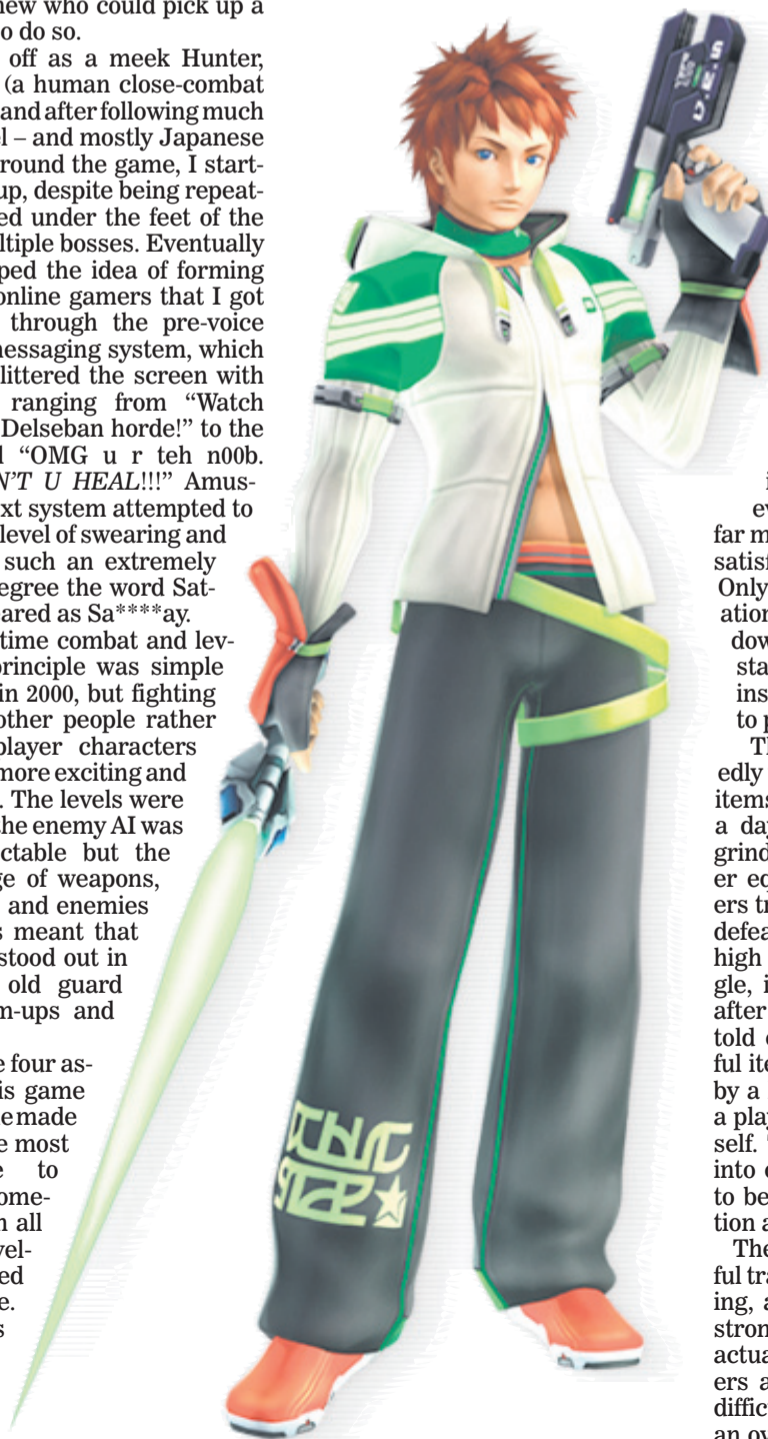 new who could pick up a
o do so.
off as a meek Hunter,
(a human close-combat
and after following much
l – and mostly Japanese
round the game, I start-
up, despite being repeat-
ed under the feet of the
ltiple bosses. Eventually
ped the idea of forming
online gamers that I got
through the pre-voice
nessaging system, which
littered the screen with
ranging from “Watch
Delseban horde!” to the
l “OMG u r teh n00b.
N’T U HEAL!!!” Amus-
xt system attempted to
level of swearing and
such an extremely
egree the word Sat-
eared as Sa****ay.
time combat and lev-
principle was simple
in 2000, but fighting
other people rather
player characters
more exciting and
. The levels were
the enemy AI was
ctable but the
ge of weapons,
and enemies
s meant that
stood out in
old guard
m-ups and
e four as-
is game
e made
e most
e to
ome-
n all
vel-
ed
e.
s
i
ev
far m
satisf
Only
ation
dow
sta
ins
to p
Th
edly
items
a day
grind
er eq
ers tr
defea
high
gle, i
after
told o
ful ite
by a
a play
self. T
into o
to be
tion a
The
ful tra
ing, a
stron
actua
ers a
diffic
an ov